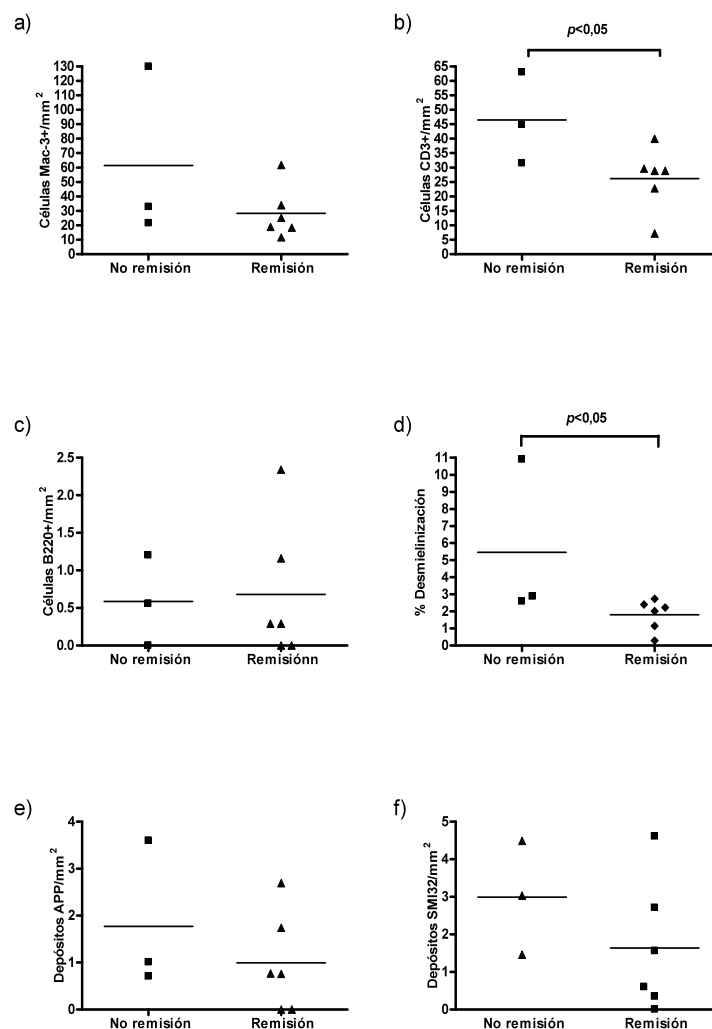 a)
Células Mac-3+/mm²
130
120
110
100
90
80
70
60
50
40
30
20
10
0
No remisión
Remisión
b)
p<0,05
Células CD3+/mm²
65
60
55
50
45
40
35
30
25
20
15
10
5
0
No remisión
Remisión
c)
Células B220+/mm²
2.5
2.0
1.5
1.0
0.5
0.0
No remisión
Remisiónn
d)
p<0,05
% Desmielinización
11
10
9
8
7
6
5
4
3
2
1
0
No remisión
Remisión
e)
Depósitos APP/mm²
4
3
2
1
0
No remisión
Remisión
f)
Depósitos SMI32/mm²
5
4
3
2
1
0
No remisión
Remisión